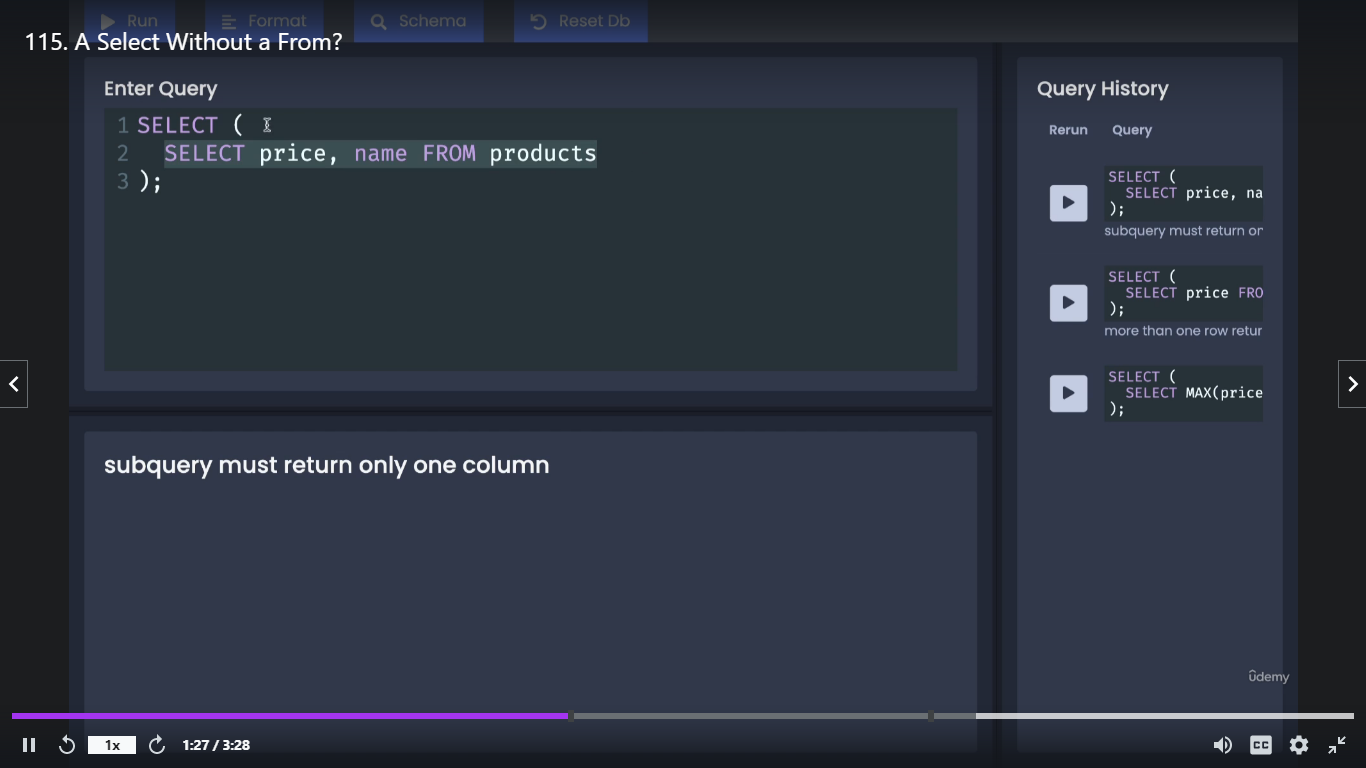 Run Format Schema Reset Db
115. A Select Without a From?
Enter Query
1 SELECT (
2 SELECT price, name FROM products
3 );
subquery must return only one column
Query History
Rerun Query
SELECT (
SELECT price, na
);
subquery must return or
SELECT (
SELECT price FRO
);
more than one row retur
SELECT (
SELECT MAX(price
);
ûdemy
1x 1:27 / 3:28 CC